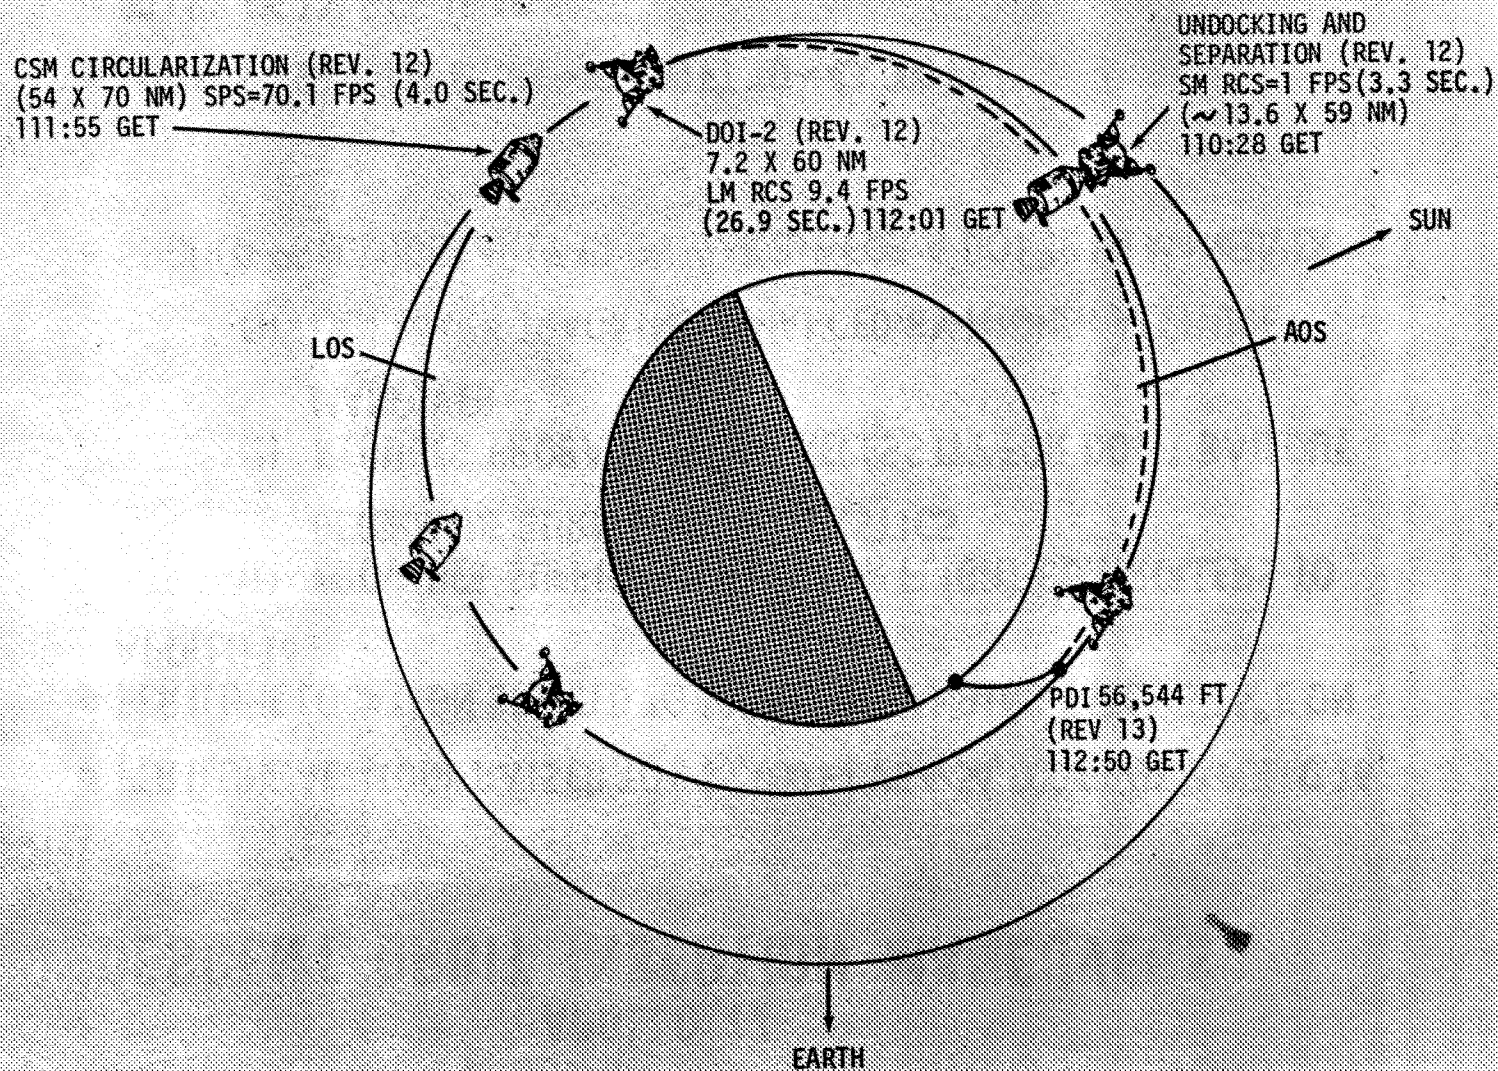 CSM CIRCULARIZATION (REV. 12)
(54 X 70 NM) SPS=70.1 FPS (4.0 SEC.)
111:55 GET
UNDOCKING AND
SEPARATION (REV. 12)
SM RCS=1 FPS(3.3 SEC.)
(~13.6 X 59 NM)
110:28 GET
DOI-2 (REV. 12)
7.2 X 60 NM
LM RCS 9.4 FPS
(26.9 SEC.)112:01 GET
SUN
LOS
AOS
PDI 56,544 FT
(REV 13)
112:50 GET
EARTH